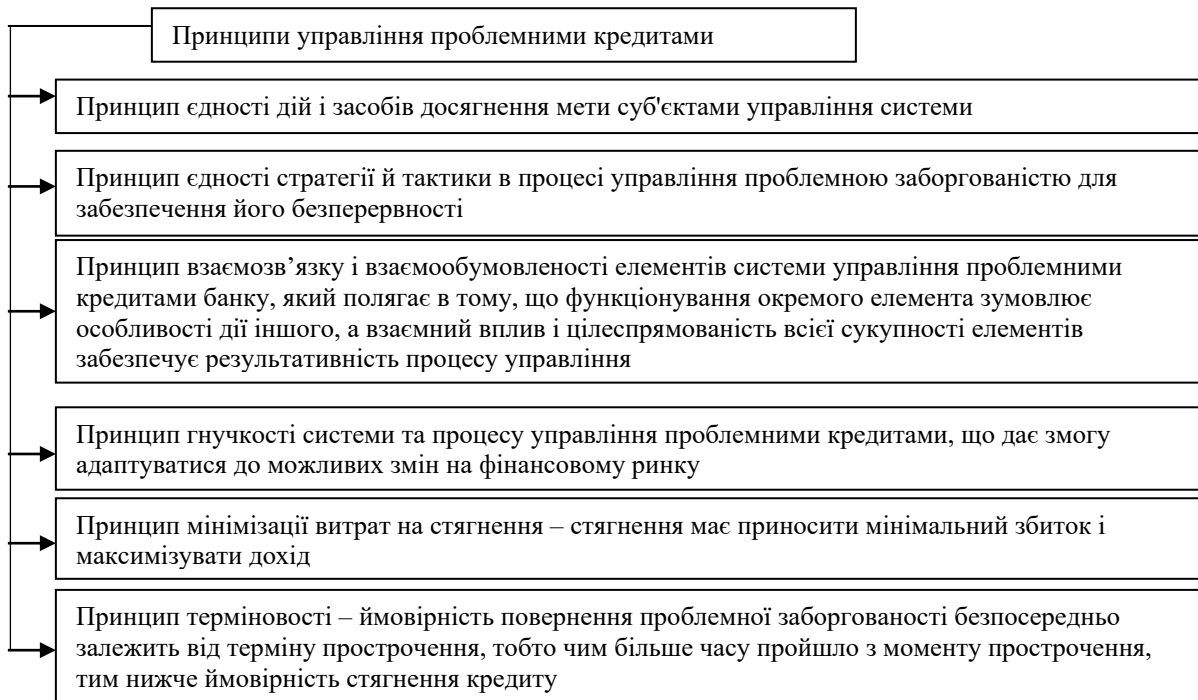 Принципи управління проблемними кредитами
Принцип єдності дій і засобів досягнення мети суб'єктами управління системи
Принцип єдності стратегії й тактики в процесі управління проблемною заборгованістю для
забезпечення його безперервності
Принцип взаємозв’язку і взаємообумовленості елементів системи управління проблемними
кредитами банку, який полягає в тому, що функціонування окремого елемента зумовлює
особливості дії іншого, а взаємний вплив і цілеспрямованість всієї сукупності елементів
забезпечує результативність процесу управління
Принцип гнучкості системи та процесу управління проблемними кредитами, що дає змогу
адаптуватися до можливих змін на фінансовому ринку
Принцип мінімізації витрат на стягнення – стягнення має приносити мінімальний збиток і
максимізувати дохід
Принцип терміновості – ймовірність повернення проблемної заборгованості безпосередньо
залежить від терміну прострочення, тобто чим більше часу пройшло з моменту прострочення,
тим нижче ймовірність стягнення кредиту